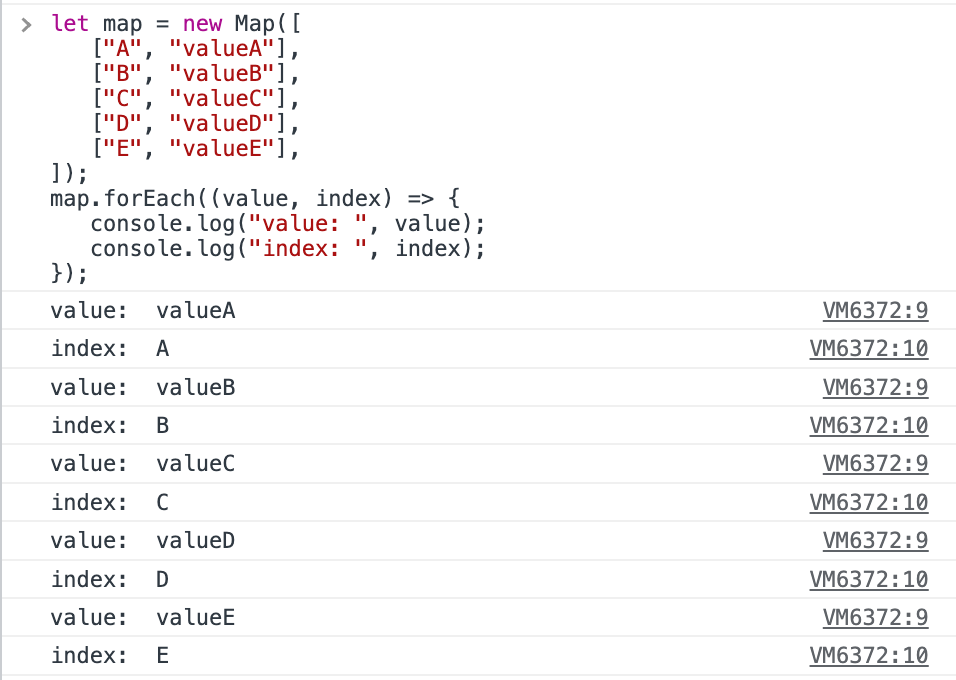 > let map = new Map([
   ["A", "valueA"],
   ["B", "valueB"],
   ["C", "valueC"],
   ["D", "valueD"],
   ["E", "valueE"],
]);
map.forEach((value, index) => {
   console.log("value: ", value);
   console.log("index: ", index);
});
value:  valueA VM6372:9
index:  A VM6372:10
value:  valueB VM6372:9
index:  B VM6372:10
value:  valueC VM6372:9
index:  C VM6372:10
value:  valueD VM6372:9
index:  D VM6372:10
value:  valueE VM6372:9
index:  E VM6372:10